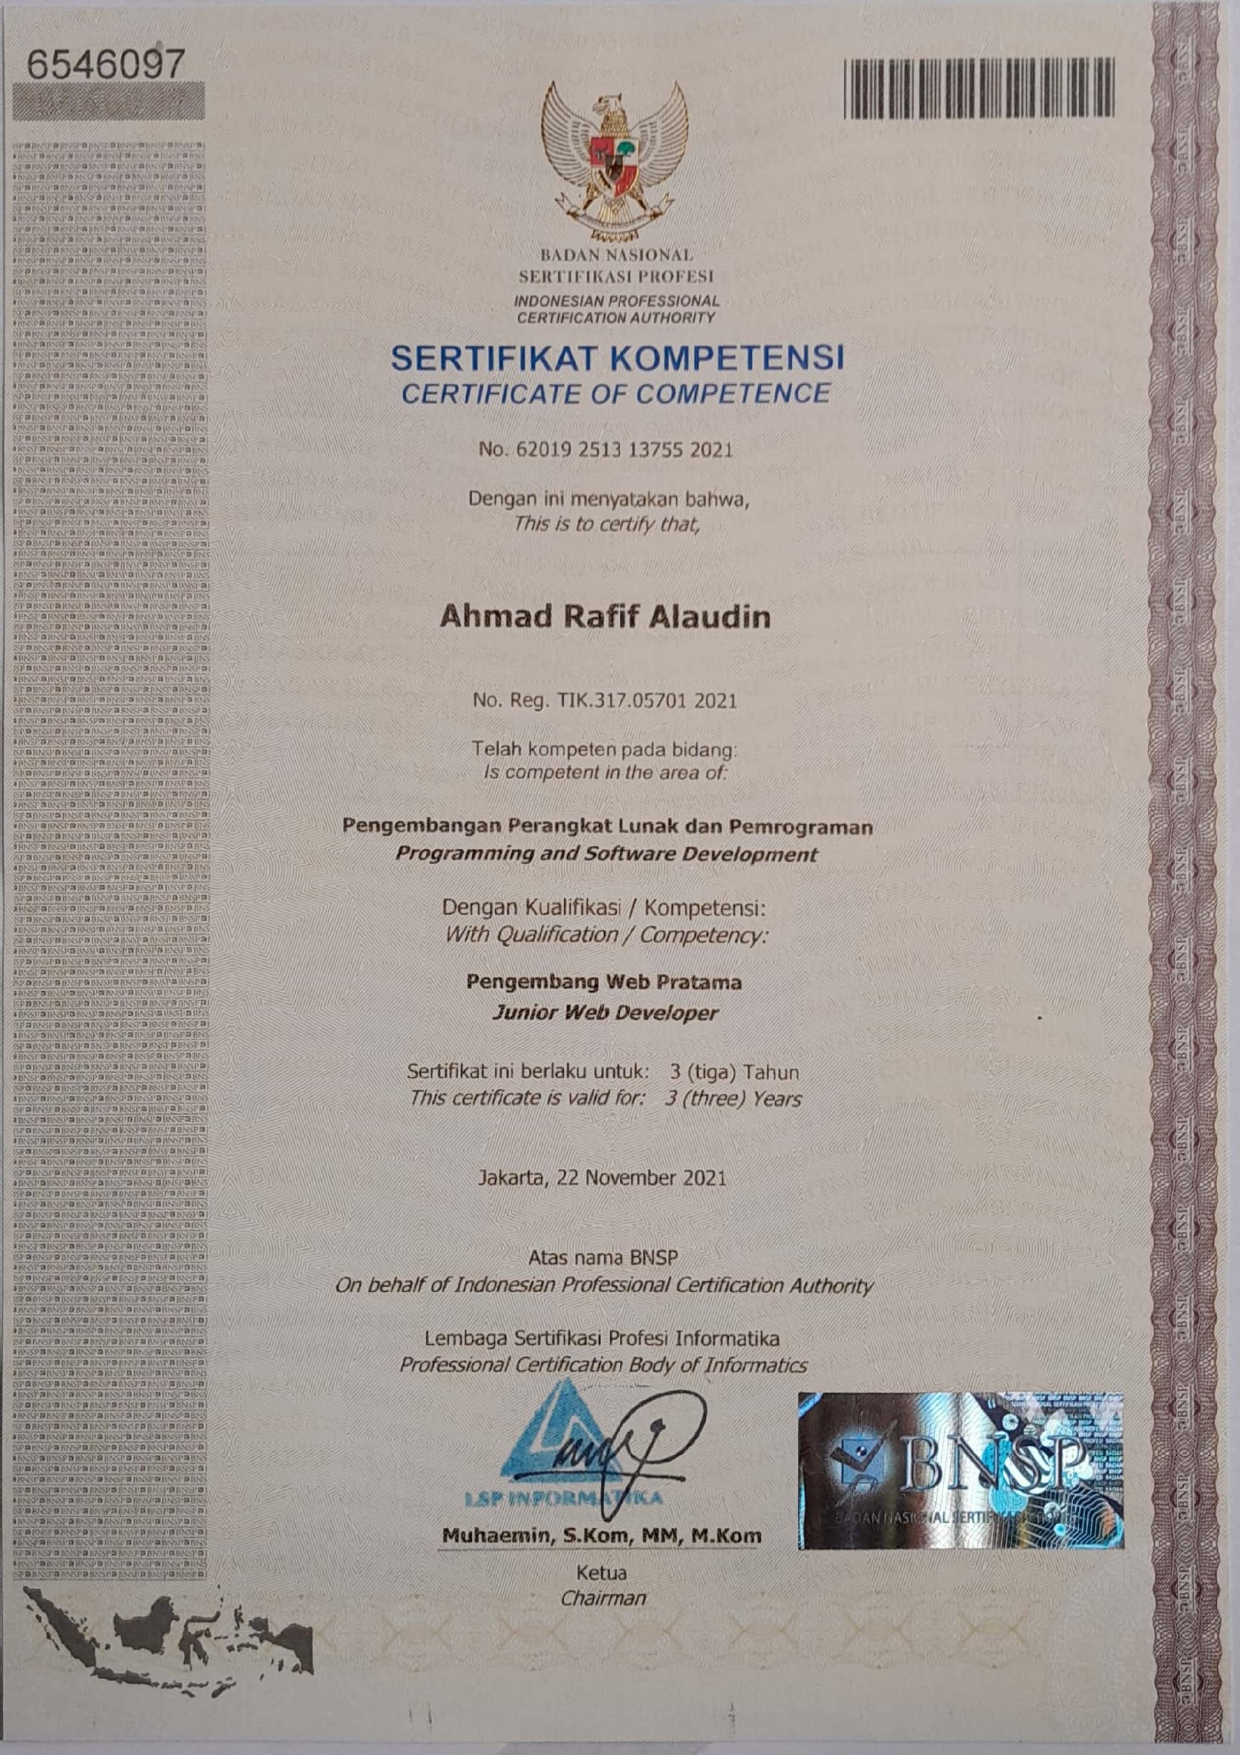 6546097
BADAN NASIONAL
SERTIFIKASI PROFESI
INDONESIAN PROFESSIONAL
CERTIFICATION AUTHORITY
SERTIFIKAT KOMPETENSI
CERTIFICATE OF COMPETENCE
No. 62019 2513 13755 2021
Dengan ini menyatakan bahwa,
This is to certify that,
Ahmad Rafif Alaudin
No. Reg. TIK.317.05701 2021
Telah kompeten pada bidang:
Is competent in the area of:
Pengembangan Perangkat Lunak dan Pemrograman
Programming and Software Development
Dengan Kualifikasi / Kompetensi:
With Qualification / Competency:
Pengembang Web Pratama
Junior Web Developer
Sertifikat ini berlaku untuk: 3 (tiga) Tahun
This certificate is valid for: 3 (three) Years
Jakarta, 22 November 2021
Atas nama BNSP
On behalf of Indonesian Professional Certification Authority
Lembaga Sertifikasi Profesi Informatika
Professional Certification Body of Informatics
LSP INFORMATIKA
BNSP
Muhaemin, S.Kom, MM, M.Kom
Ketua
Chairman